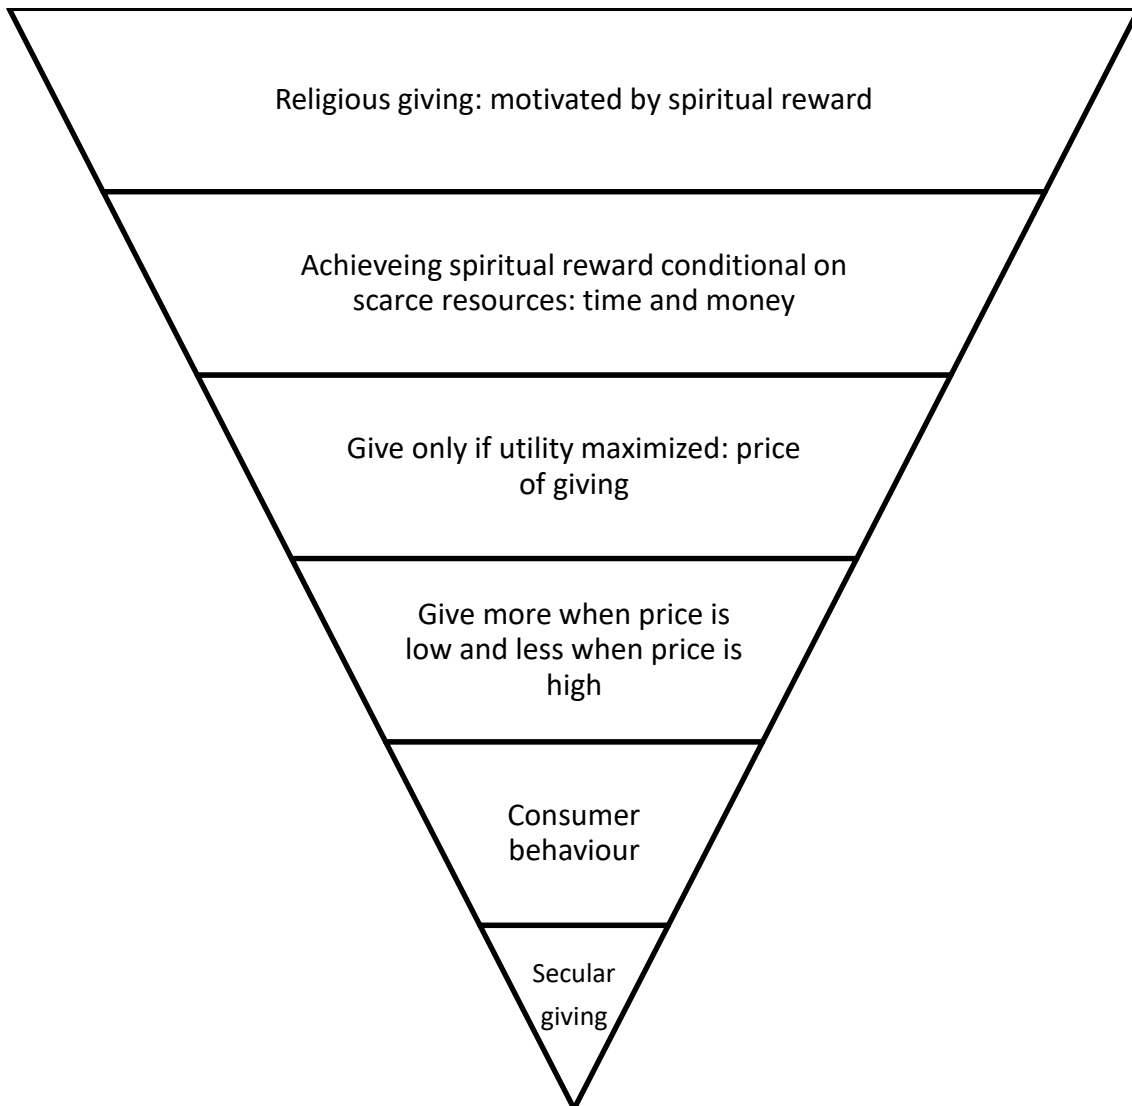 Religious giving: motivated by spiritual reward
Achieveing spiritual reward conditional on
scarce resources: time and money
Give only if utility maximized: price
of giving
Give more when price is
low and less when price is
high
Consumer
behaviour
Secular
giving